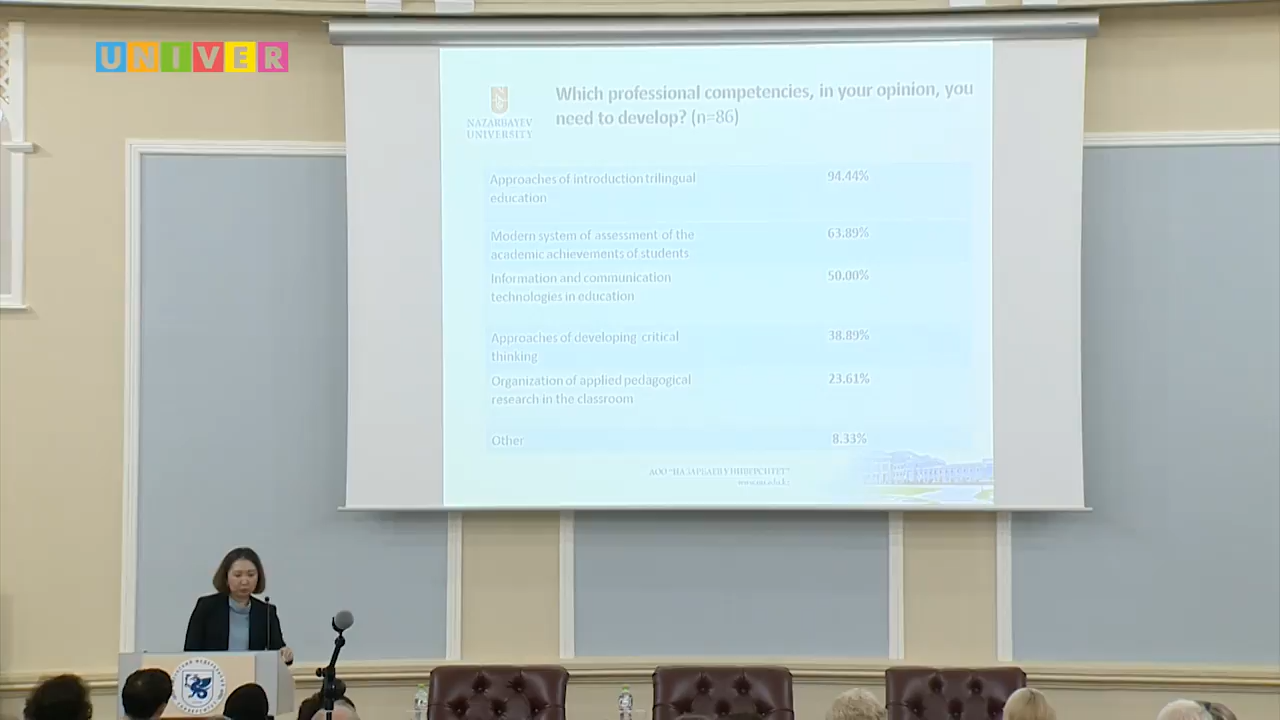 UNIVER
NAZARBAYEV
UNIVERSITY
Which professional competencies, in your opinion, you
need to develop? (n=86)
Approaches of introduction trilingual
education
94.44%
Modern system of assessment of the
academic achievements of students
63.89%
Information and communication
technologies in education
50.00%
Approaches of developing critical
thinking
38.89%
Organization of applied pedagogical
research in the classroom
23.61%
Other
8.33%
АОО "НАЗАРБАЕВ УНИВЕРСИТЕТ"